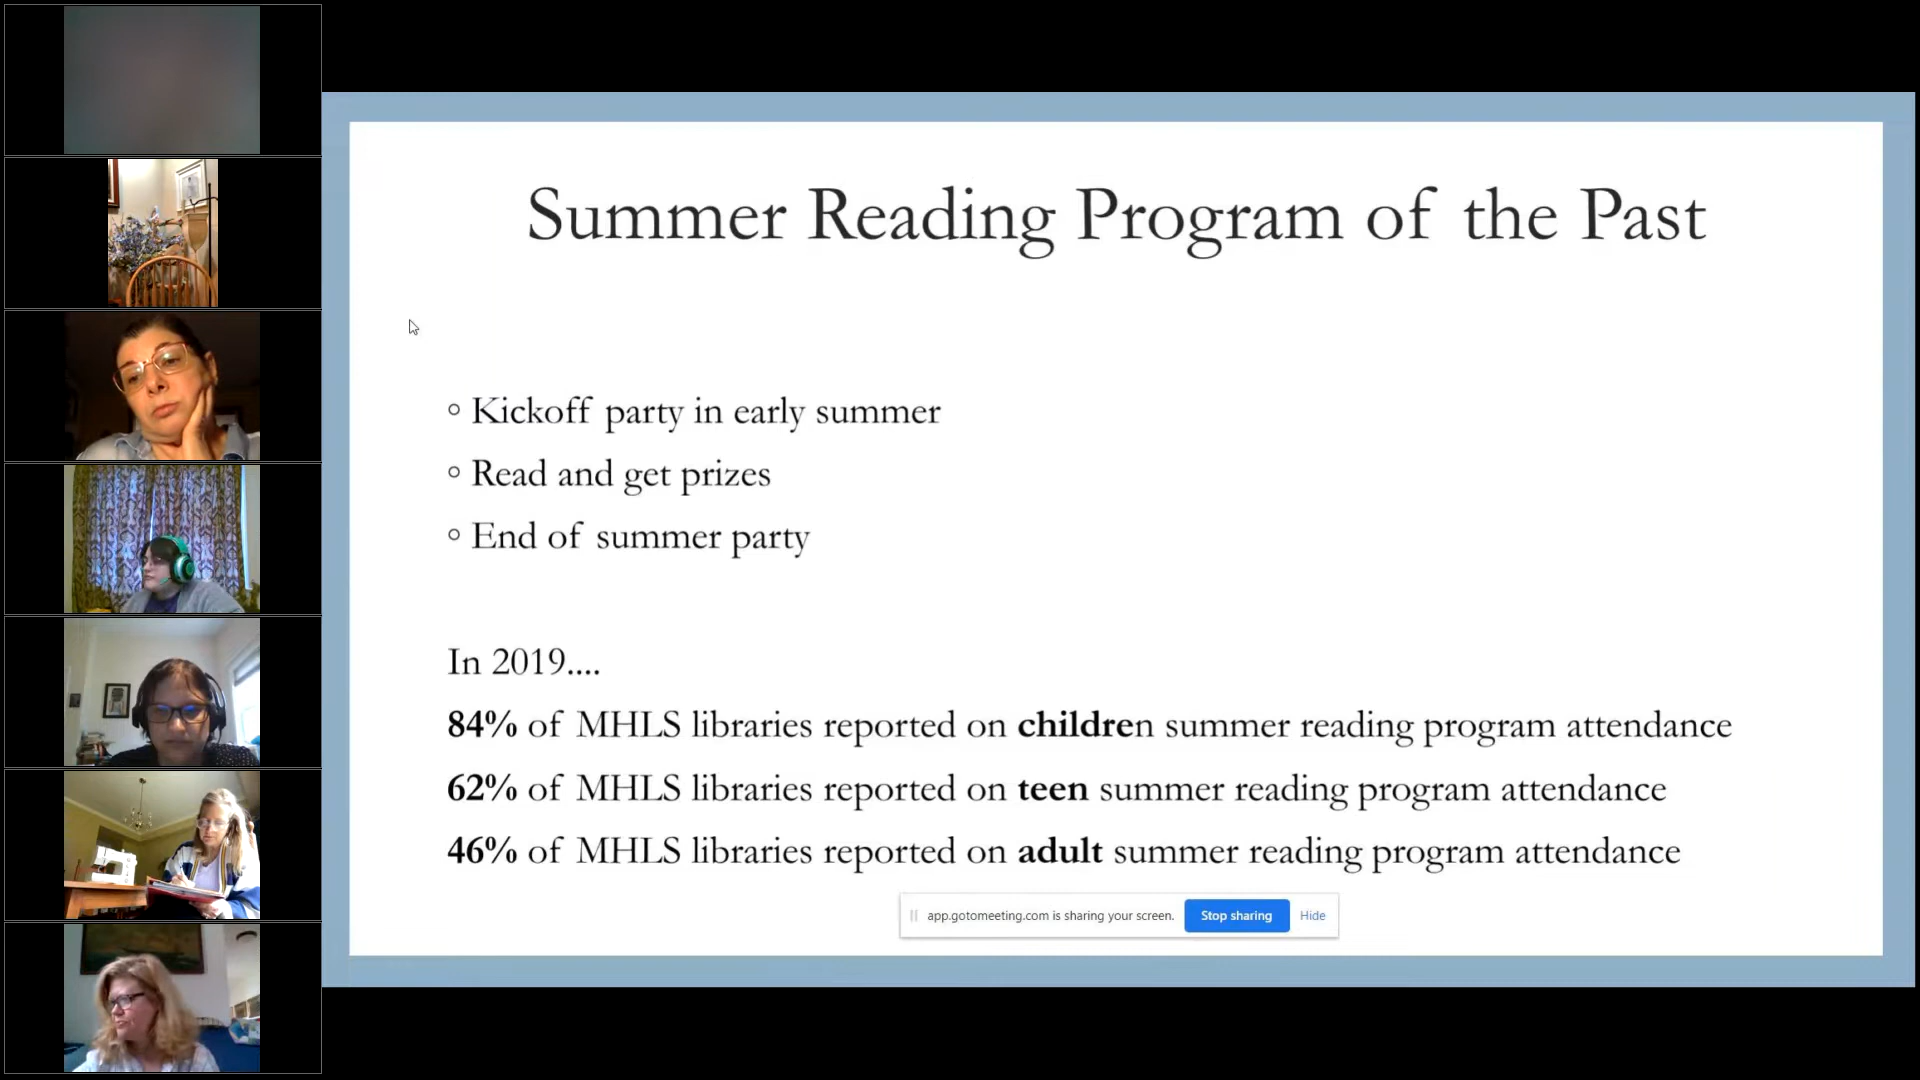 Summer Reading Program of the Past
Kickoff party in early summer
Read and get prizes
End of summer party
In 2019....
84% of MHLS libraries reported on children summer reading program attendance
62% of MHLS libraries reported on teen summer reading program attendance
46% of MHLS libraries reported on adult summer reading program attendance
app.gotomeeting.com is sharing your screen. Stop sharing Hide